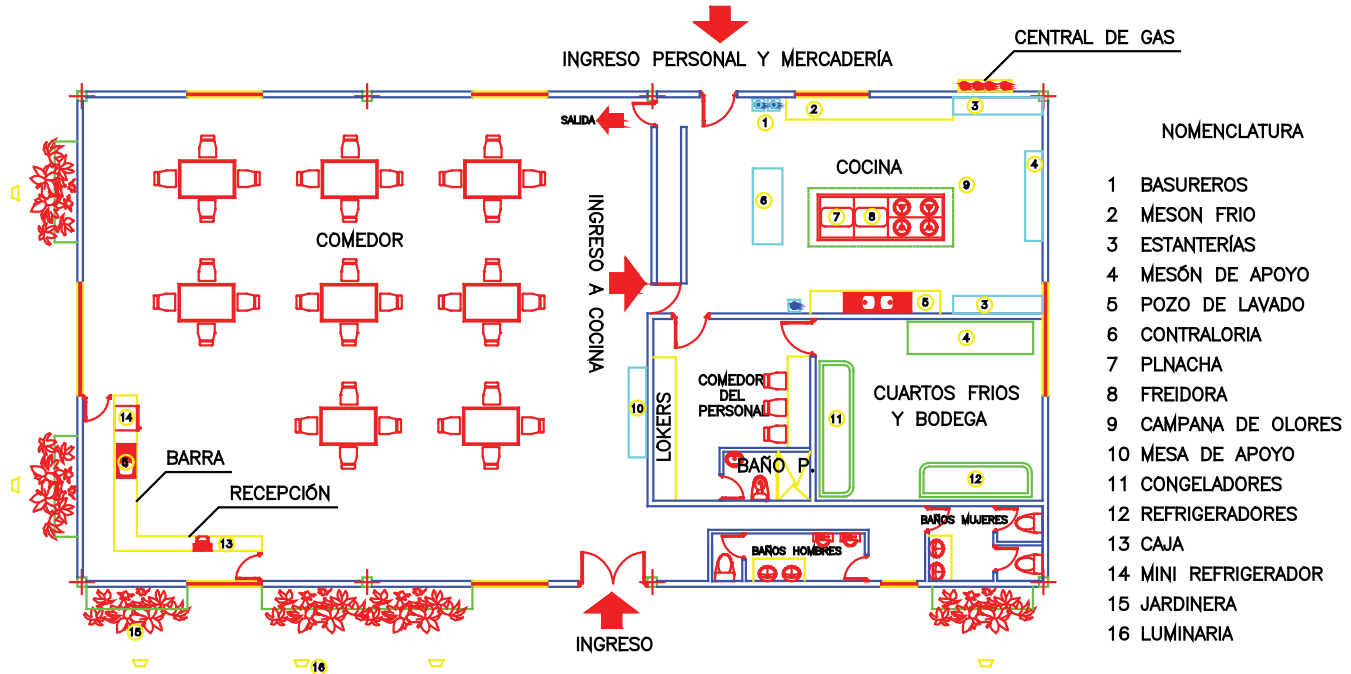 INGRESO PERSONAL Y MERCADERÍA
CENTRAL DE GAS
SALIDA
1
2
3
4
COCINA
9
6
7
8
COMEDOR
INGRESO A COCINA
5
3
4
10
LOKERS
COMEDOR
DEL
PERSONAL
CUARTOS FRIOS
Y BODEGA
11
12
BAÑO P.
14
5
BARRA
RECEPCIÓN
13
BAÑOS MUJERES
BAÑOS HOMBRES
INGRESO
15
16
NOMENCLATURA
1 BASUREROS
2 MESON FRIO
3 ESTANTERÍAS
4 MESÓN DE APOYO
5 POZO DE LAVADO
6 CONTRALORIA
7 PLNACHA
8 FREIDORA
9 CAMPANA DE OLORES
10 MESA DE APOYO
11 CONGELADORES
12 REFRIGERADORES
13 CAJA
14 MINI REFRIGERADOR
15 JARDINERA
16 LUMINARIA